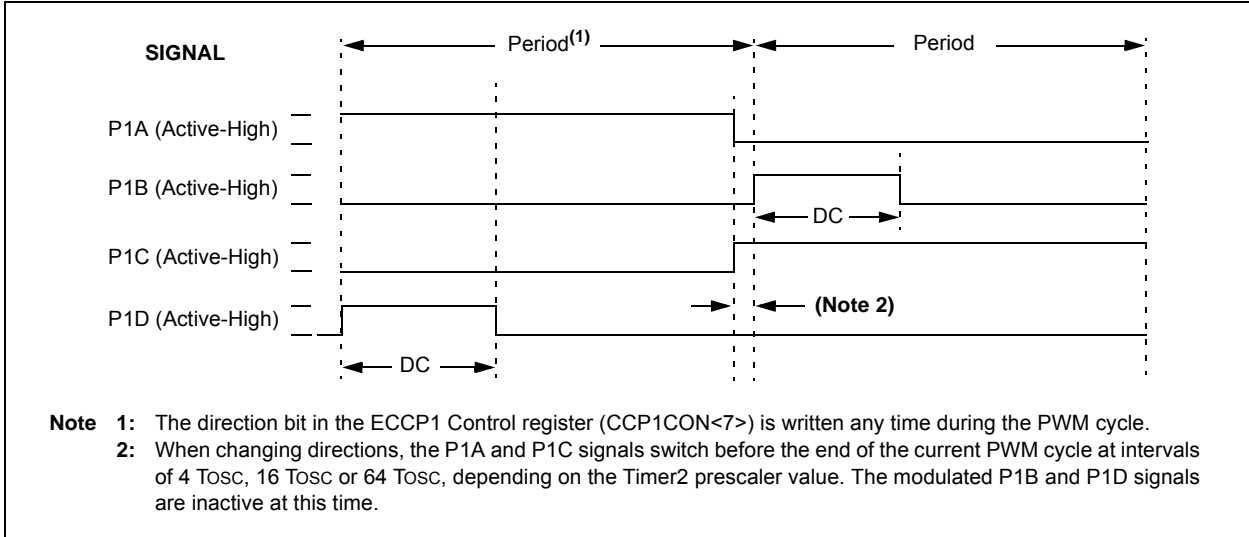 SIGNAL
Period(1)
Period
P1A (Active-High)
P1B (Active-High)
DC
P1C (Active-High)
P1D (Active-High)
(Note 2)
DC
Note 1: The direction bit in the ECCP1 Control register (CCP1CON<7>) is written any time during the PWM cycle.
2: When changing directions, the P1A and P1C signals switch before the end of the current PWM cycle at intervals
of 4 TOSC, 16 TOSC or 64 TOSC, depending on the Timer2 prescaler value. The modulated P1B and P1D signals
are inactive at this time.